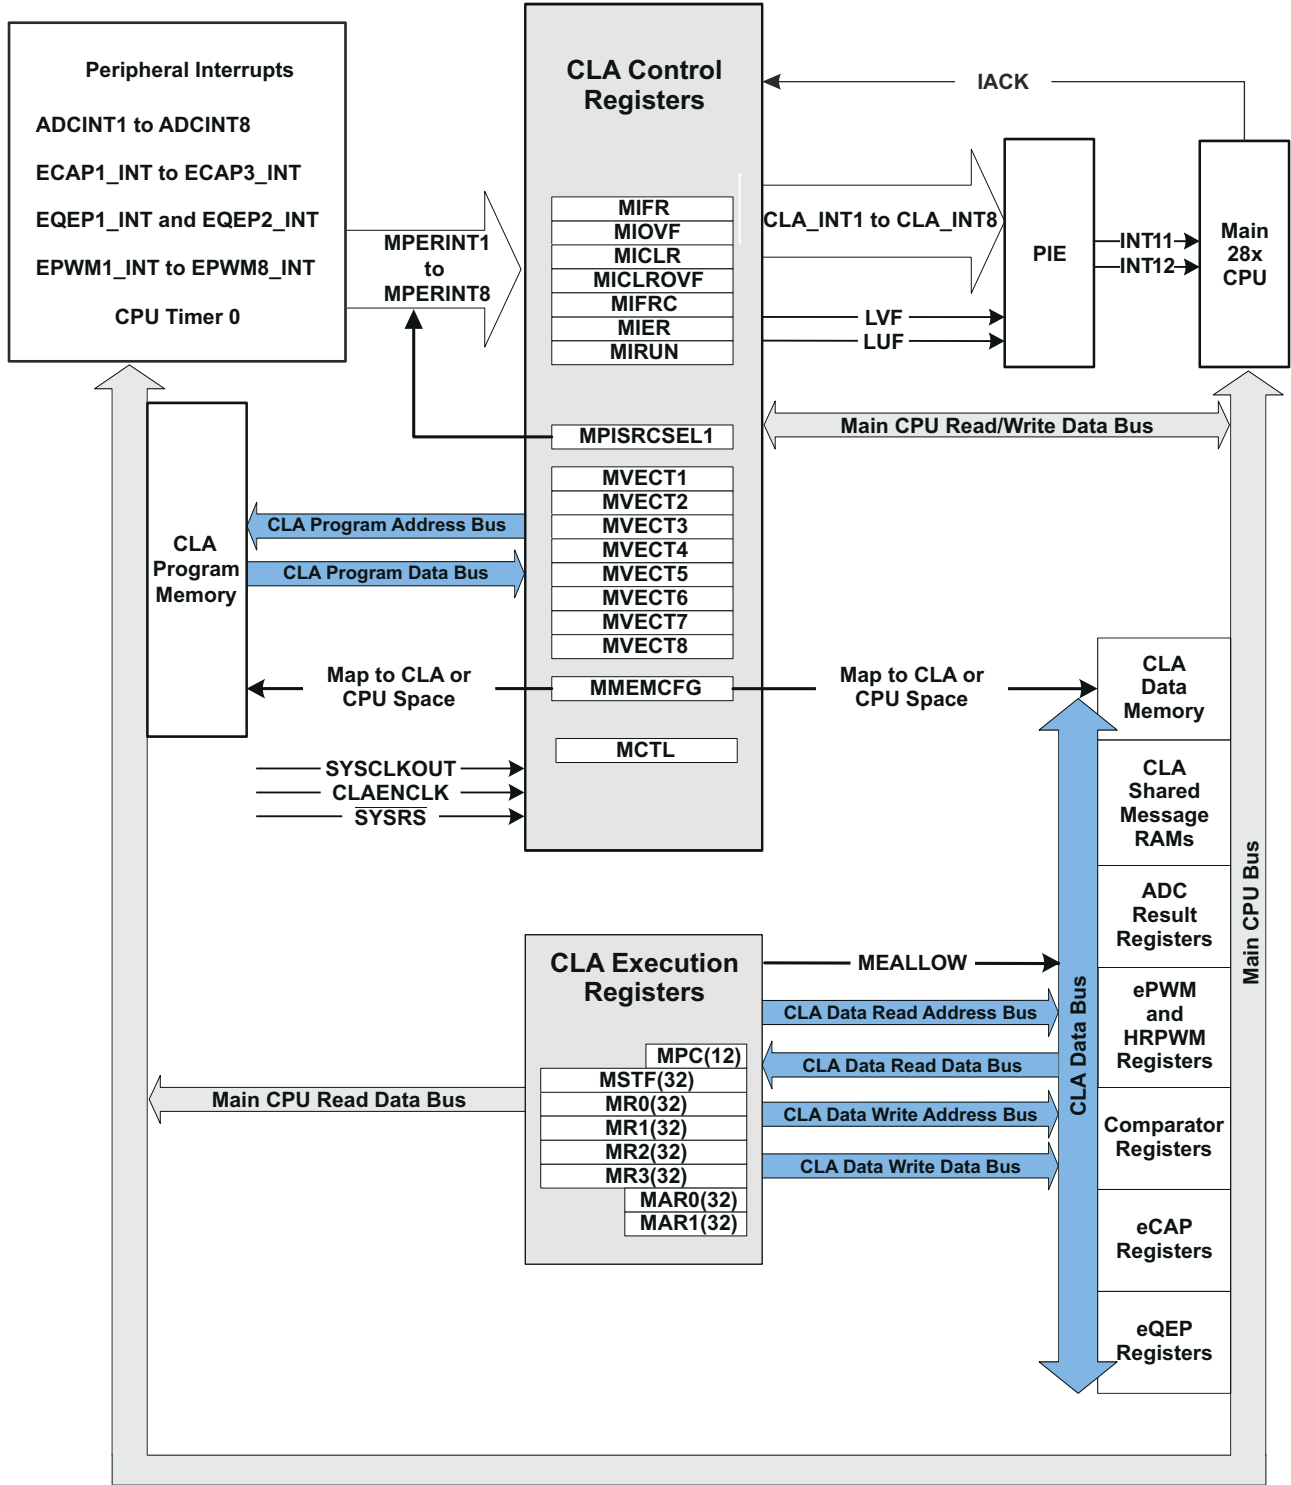 Peripheral Interrupts
ADCINT1 to ADCINT8
ECAP1_INT to ECAP3_INT
EQEP1_INT and EQEP2_INT
EPWM1_INT to EPWM8_INT
CPU Timer 0
MPERINT1
to
MPERINT8
CLA Control
Registers
MIFR
MIOVF
MICLR
MICLROVF
MIFRC
MIER
MIRUN
MPISRCSEL1
MVECT1
MVECT2
MVECT3
MVECT4
MVECT5
MVECT6
MVECT7
MVECT8
MMEMCFG
MCTL
IACK
CLA_INT1 to CLA_INT8
LVF
LUF
PIE
INT11
INT12
Main
28x
CPU
Main CPU Read/Write Data Bus
CLA
Program
Memory
CLA Program Address Bus
CLA Program Data Bus
Map to CLA or
CPU Space
Map to CLA or
CPU Space
SYSCLKOUT
CLAENCLK
SYSRS
CLA
Data
Memory
CLA
Shared
Message
RAMs
ADC
Result
Registers
ePWM
and
HRPWM
Registers
Comparator
Registers
eCAP
Registers
eQEP
Registers
Main CPU Bus
CLA Data Bus
CLA Execution
Registers
MPC(12)
MSTF(32)
MR0(32)
MR1(32)
MR2(32)
MR3(32)
MAR0(32)
MAR1(32)
MEALLOW
CLA Data Read Address Bus
CLA Data Read Data Bus
CLA Data Write Address Bus
CLA Data Write Data Bus
Main CPU Read Data Bus